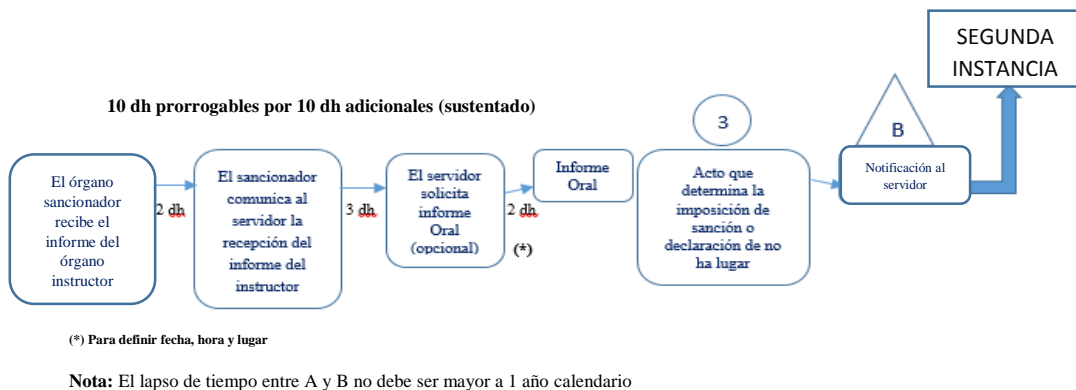 SEGUNDA
INSTANCIA
10 dh prorrogables por 10 dh adicionales (sustentado)
3
B
El órgano
sancionador
recibe el
informe del
órgano
instructor
2 dh
El sancionador
comunica al
servidor la
recepción del
informe del
instructor
3 dh
El servidor
solicita
informe
Oral
(opcional)
2 dh
(*)
Informe
Oral
Acto que
determina la
imposición de
sanción o
declaración de no
ha lugar
Notificación al
servidor
(*) Para definir fecha, hora y lugar
Nota: El lapso de tiempo entre A y B no debe ser mayor a 1 año calendario